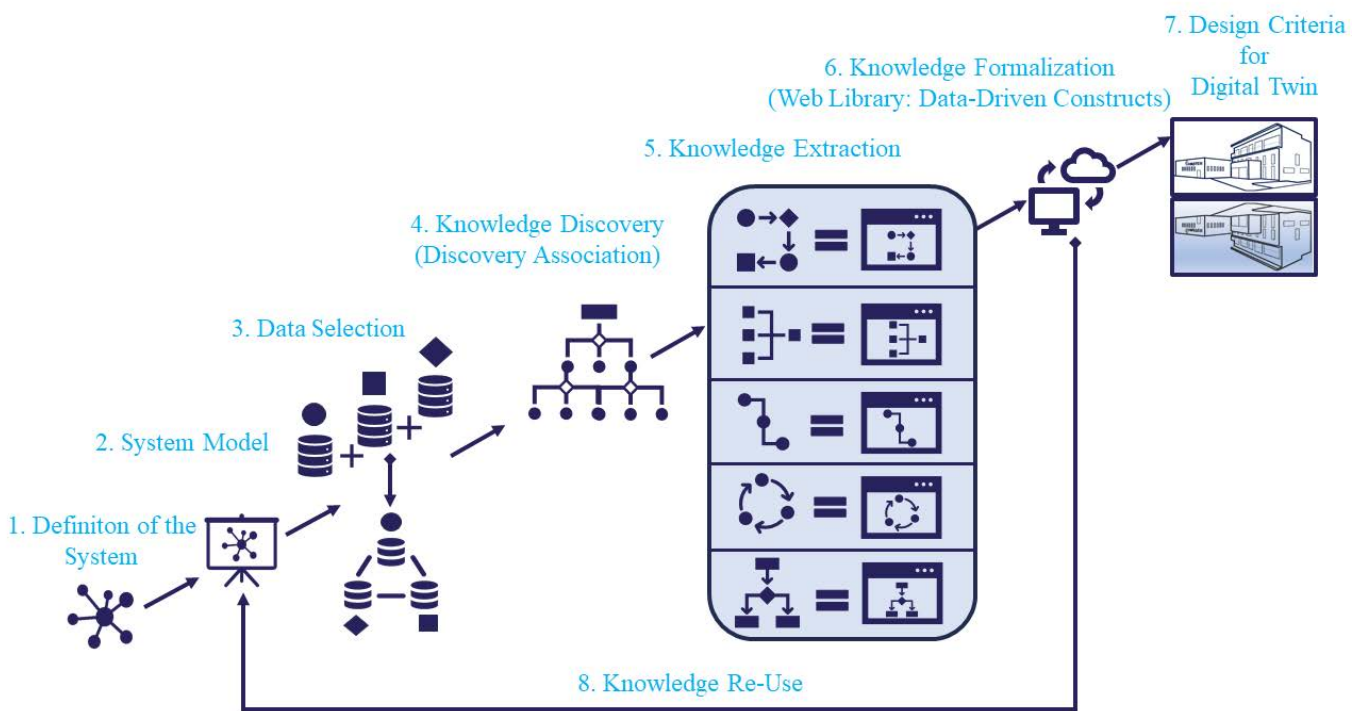 1. Definiton of the
System
2. System Model
3. Data Selection
4. Knowledge Discovery
(Discovery Association)
5. Knowledge Extraction
6. Knowledge Formalization
(Web Library: Data-Driven Constructs)
7. Design Criteria
for
Digital Twin
8. Knowledge Re-Use